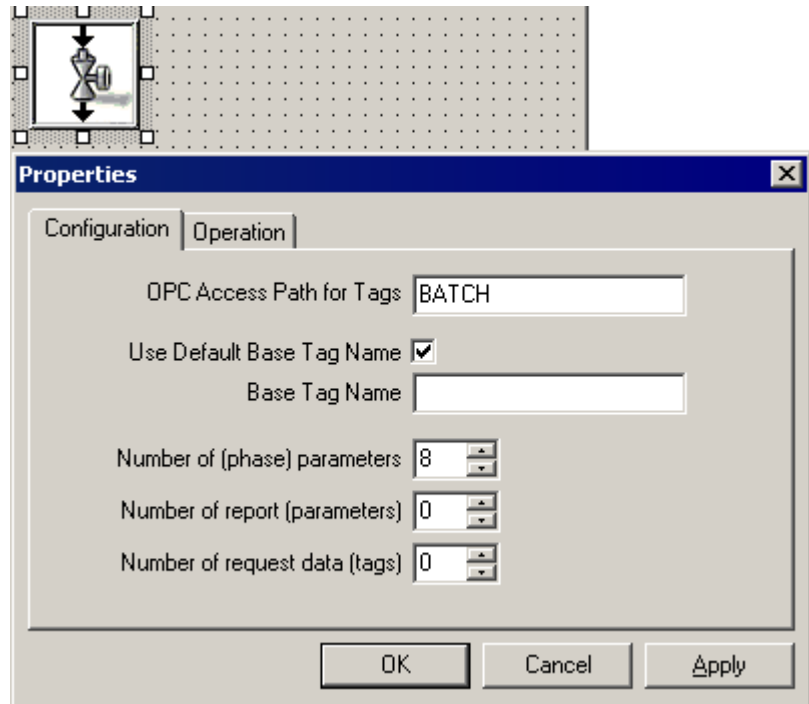 Properties
Configuration Operation
OPC Access Path for Tags BATCH
Use Default Base Tag Name
Base Tag Name
Number of (phase) parameters 8
Number of report (parameters) 0
Number of request data (tags) 0
OK Cancel Apply